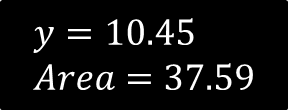 y = 10.45
Area = 37.59